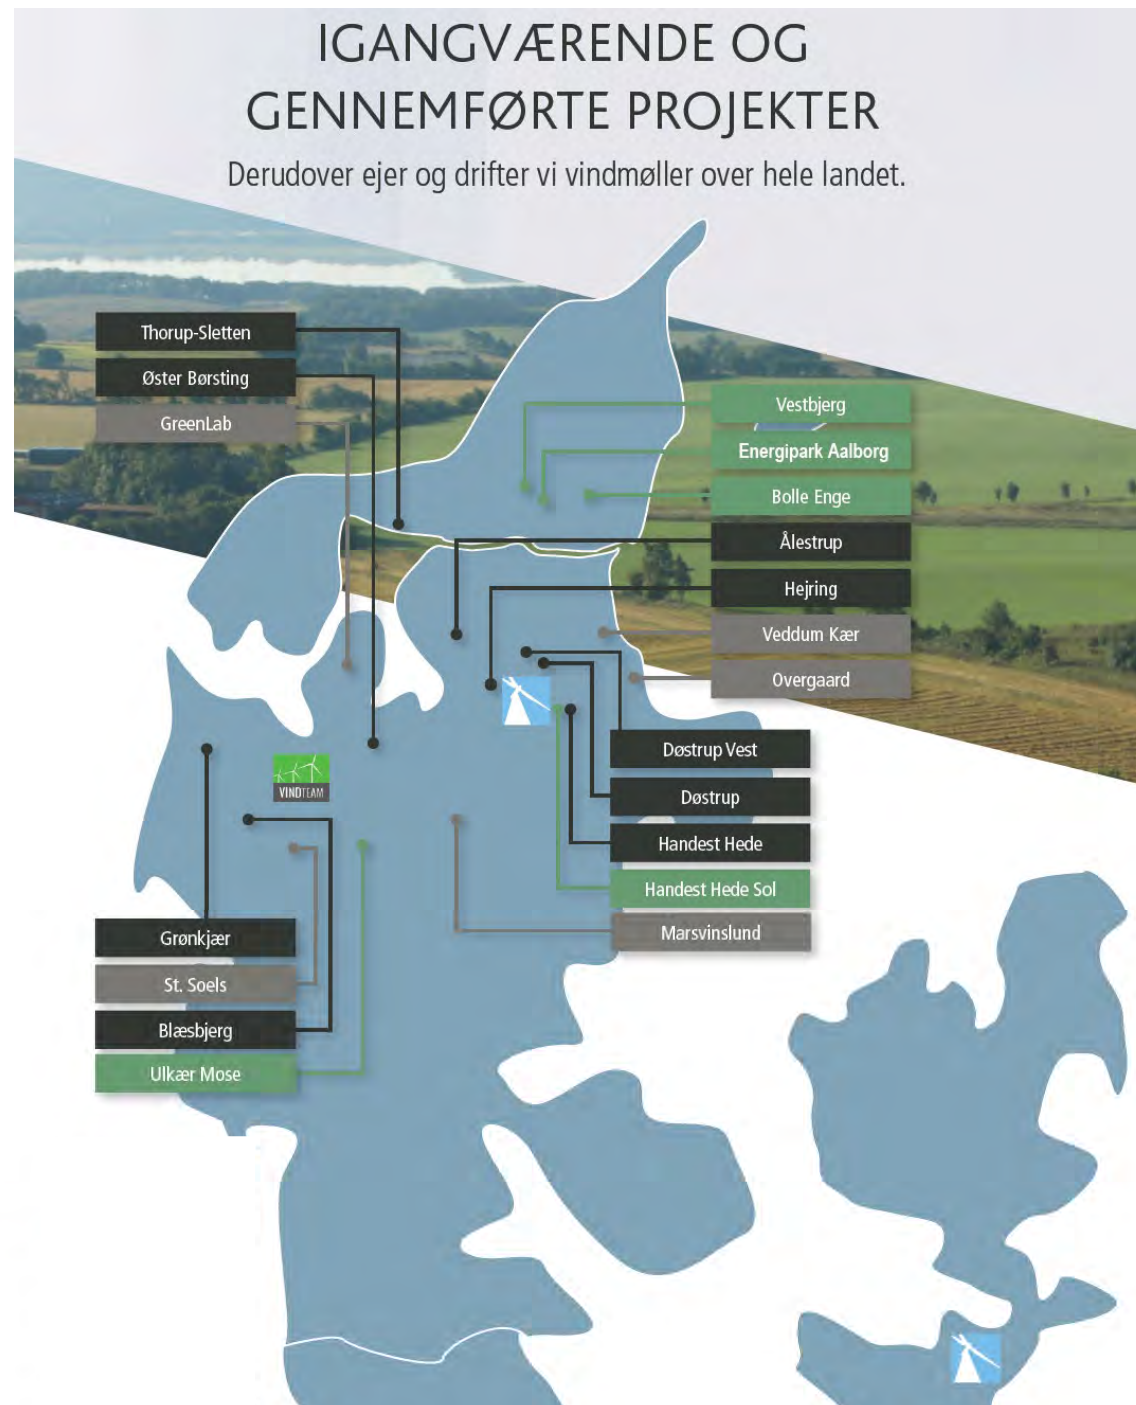 IGANGVÆRENDE OG
GENNEMFØRTE PROJEKTER
Derudover ejer og drifter vi vindmøller over hele landet.
Thorup-Sletten
Øster Børsting
GreenLab
Vestbjerg
Energipark Aalborg
Bolle Enge
Ålestrup
Hejring
Veddum Kær
Overgaard
Døstrup Vest
Døstrup
Handest Hede
Handest Hede Sol
Marsvinslund
VINDTEAM
Grønkjær
St. Soels
Blæsbjerg
Ulkær Mose